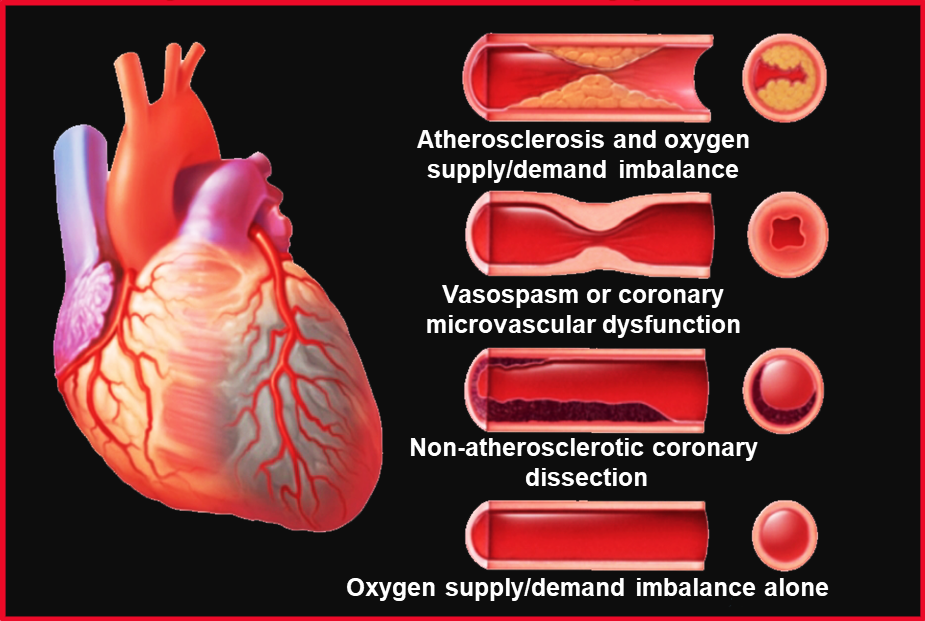 Atherosclerosis and oxygen
supply/demand imbalance
Vasospasm or coronary
microvascular dysfunction
Non-atherosclerotic coronary
dissection
Oxygen supply/demand imbalance alone